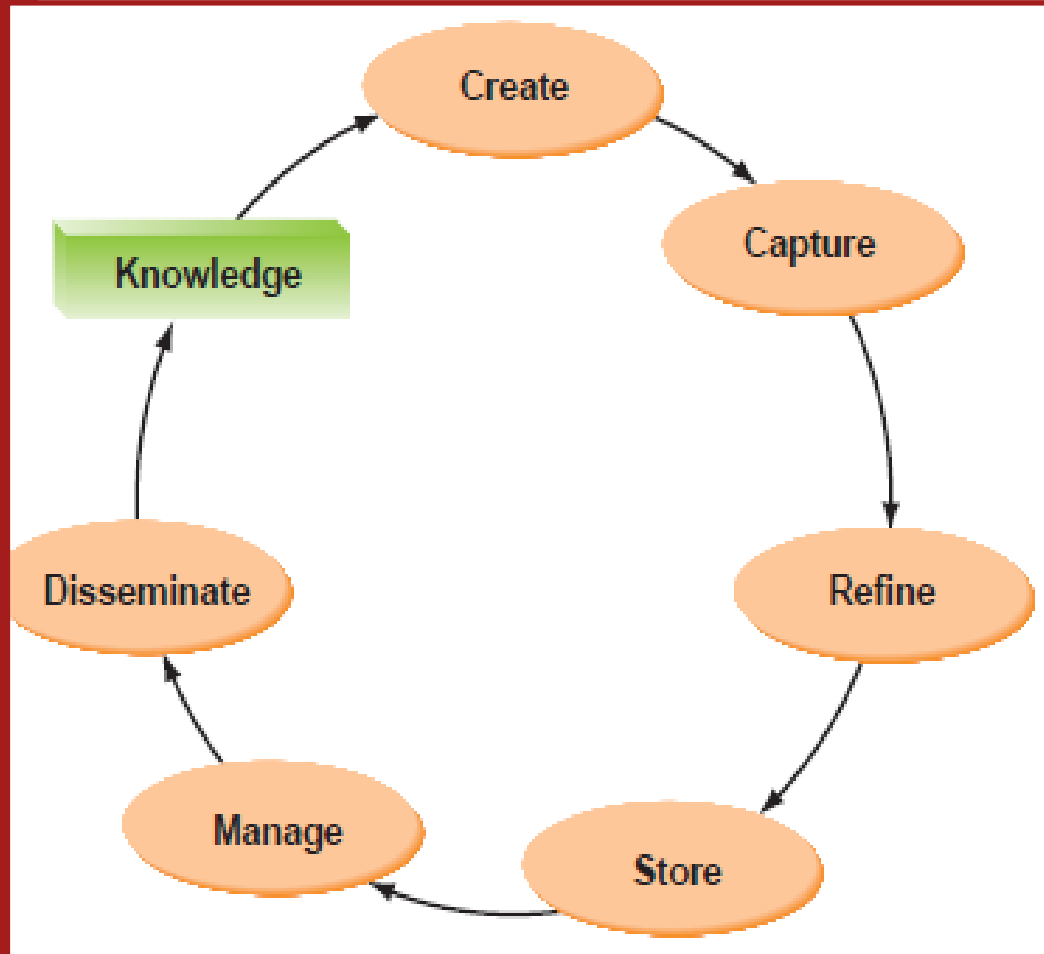 Create
Capture
Knowledge
Refine
Disseminate
Manage
Store